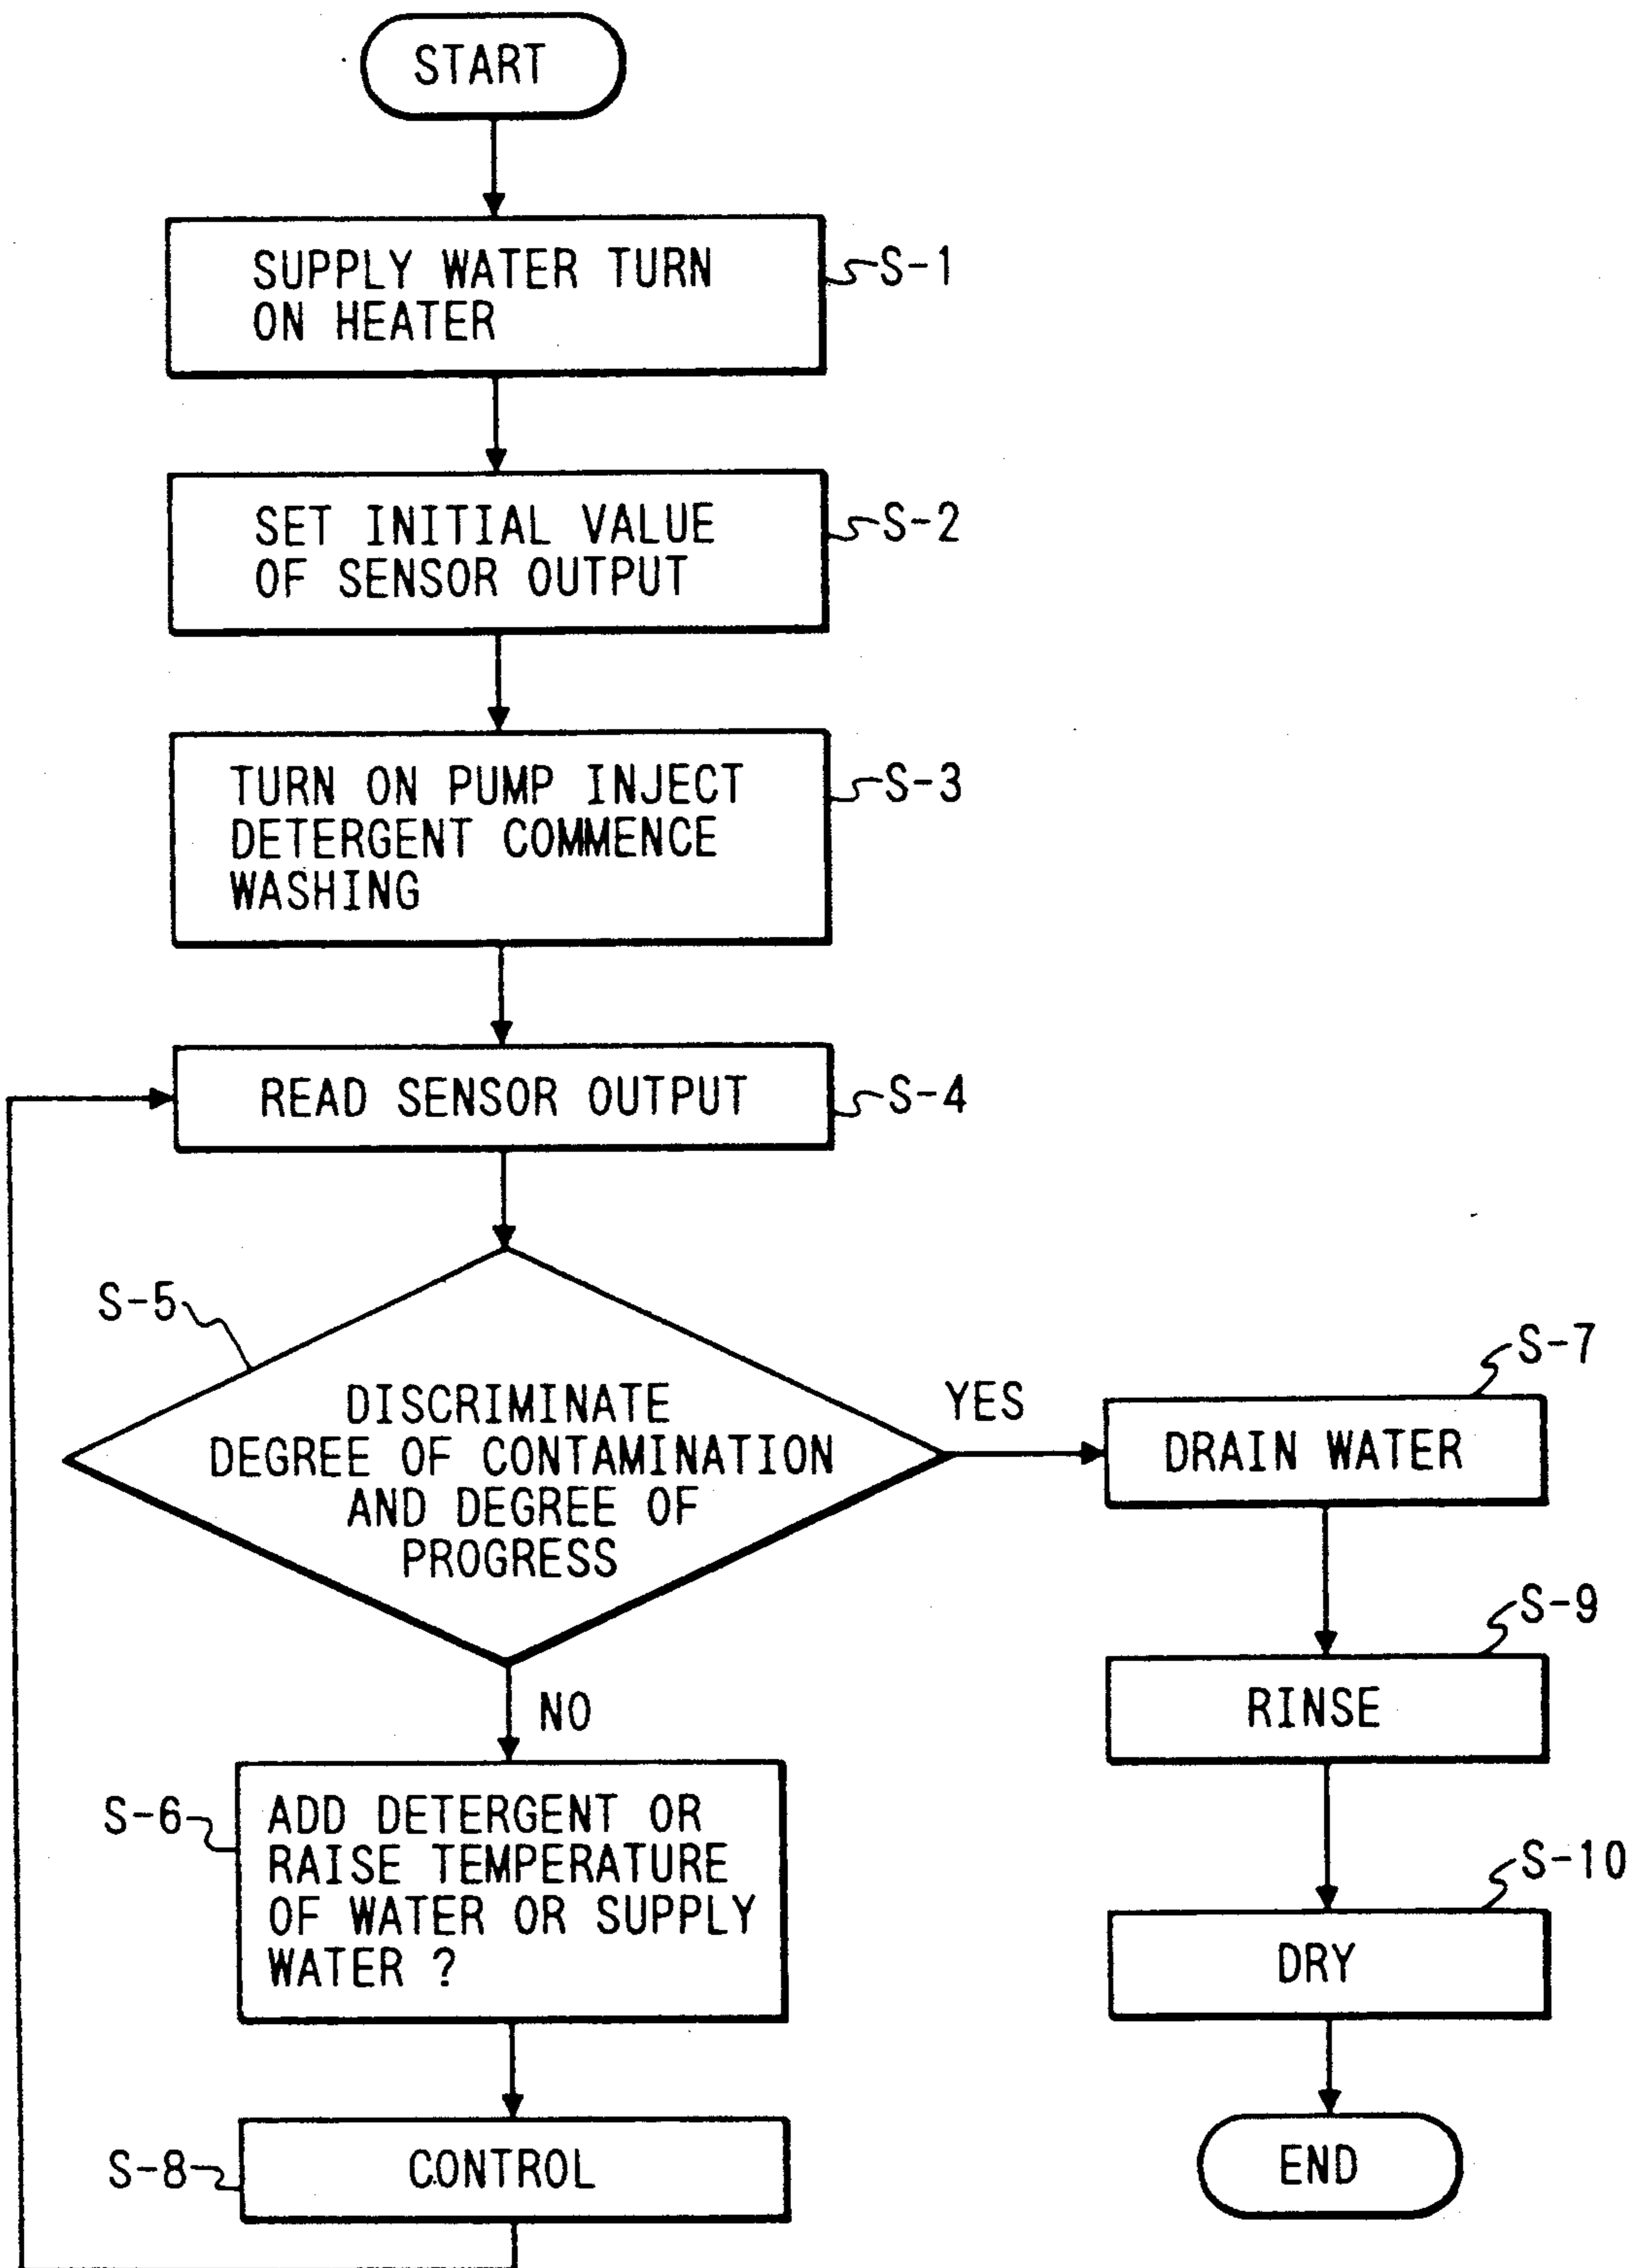 START
SUPPLY WATER TURN
ON HEATER
S-1
SET INITIAL VALUE
OF SENSOR OUTPUT
S-2
TURN ON PUMP INJECT
DETERGENT COMMENCE
WASHING
S-3
READ SENSOR OUTPUT
S-4
S-5
DISCRIMINATE
DEGREE OF CONTAMINATION
AND DEGREE OF
PROGRESS
YES
NO
S-6
ADD DETERGENT OR
RAISE TEMPERATURE
OF WATER OR SUPPLY
WATER ?
S-8
CONTROL
S-7
DRAIN WATER
S-9
RINSE
S-10
DRY
END